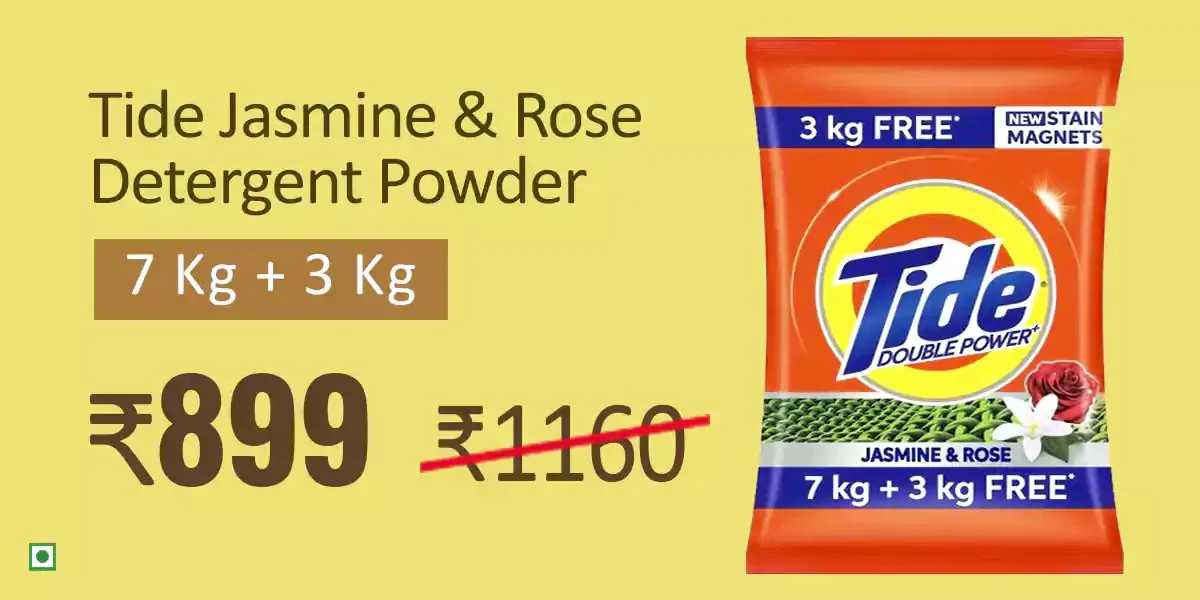 Tide Jasmine & Rose
Detergent Powder
7 Kg + 3 Kg
₹899 ₹1160
3 kg FREE*
NEW STAIN
MAGNETS
Tide®
DOUBLE POWER+
JASMINE & ROSE
7 kg + 3 kg FREE*